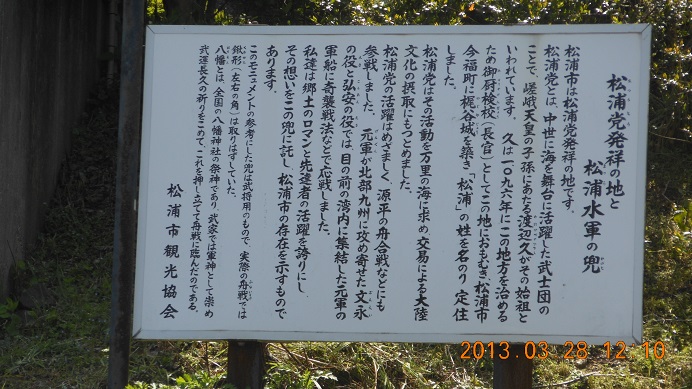 松浦党発祥の地と
松浦水軍の兜
松浦市は松浦党発祥の地です。
松浦党とは、中世に海を舞台に活躍した武士団の
ことで、嵯峨天皇の子孫にあたる渡辺久がその始祖と
いわれています。久は一〇九六年にこの地方を治める
ため御厨検校(長官)としてこの地におもむき、松浦市
今福町に梶谷城を築き「松浦」の姓を名のり、定住
しました。
松浦党はその活動を万里の海に求め、交易による大陸
文化の摂取にもつとめました。
松浦党の活躍はめざましく、源平の舟合戦などにも
参戦しました。元軍が北部九州に攻め寄せた文永
の役と弘安の役では、目の前の湾内に集結した元軍の
軍船に奇襲戦法などで応戦しました。
私達は郷土のロマンと先達者の活躍を誇りにし、
その想いをこの兜に託し、松浦市の存在を示すもので
あります。
このモニュメントの参考にした兜は武将用のもので、実際の舟戦では
鍬形(左右の角)は取りはずしていた。
八幡とは、全国の八幡神社の祭神であり、武家では軍神として崇め
武運長久の祈りをこめて、これを押し立てて舟戦に臨んだのである。
松浦市観光協会
2013.03.28 12:10